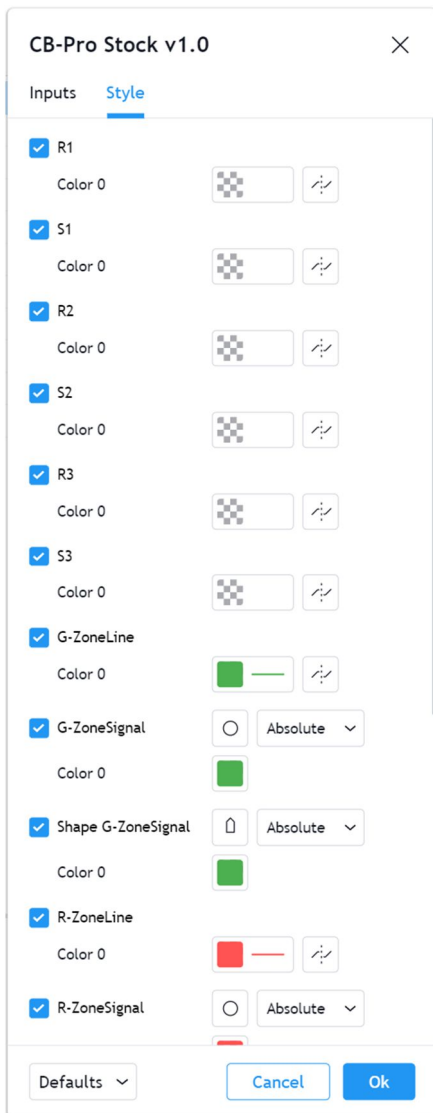 CB-Pro Stock v1.0
Inputs Style
R1
Color 0
S1
Color 0
R2
Color 0
S2
Color 0
R3
Color 0
S3
Color 0
G-ZoneLine
Color 0
G-ZoneSignal Absolute
Color 0
Shape G-ZoneSignal Absolute
Color 0
R-ZoneLine
Color 0
R-ZoneSignal Absolute
Defaults Cancel Ok